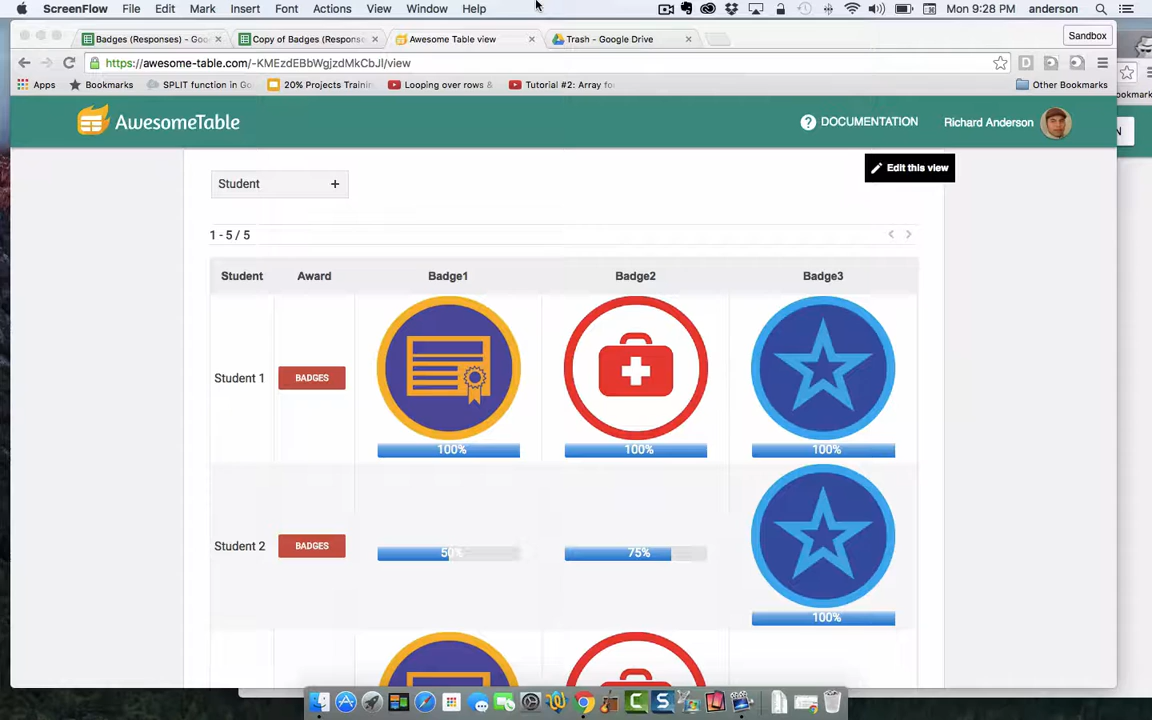 ScreenFlow File Edit Mark Insert Font Actions View Window Help Mon 9:28 PM anderson
Badges (Responses) - Goo Copy of Badges (Response Awesome Table view Trash - Google Drive Sandbox
https://awesome-table.com/-KMEzdEBbWgjzdMkCbJl/view
Apps Bookmarks SPLIT function in Go 20% Projects Trainin Looping over rows & Tutorial #2: Array fo Other Bookmarks
AwesomeTable ? DOCUMENTATION Richard Anderson
Student + Edit this view
1 - 5 / 5
Student Award Badge1 Badge2 Badge3
Student 1 BADGES
100% 100% 100%
Student 2 BADGES 50% 75%
100%